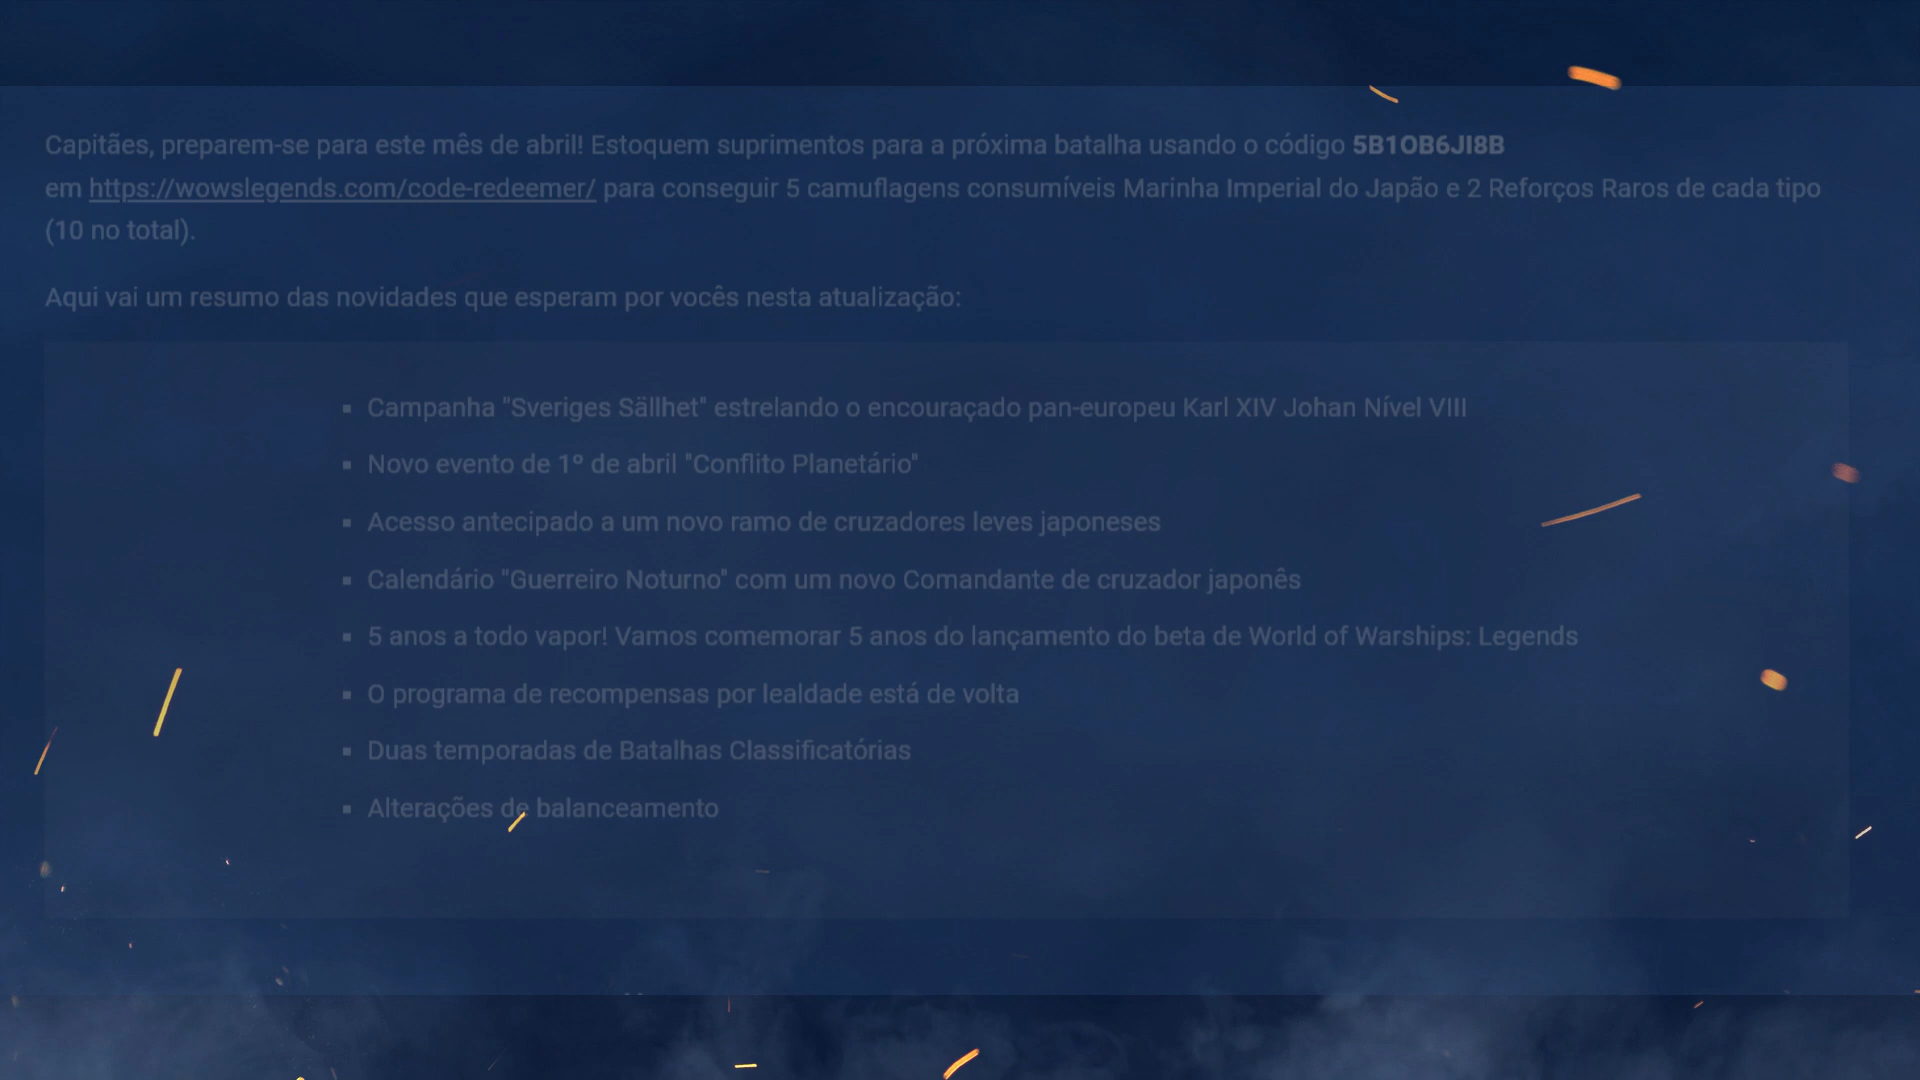 Capitães, preparem-se para este mês de abril! Estoquem suprimentos para a próxima batalha usando o código 5B1OB6JI8B
em https://wowslegends.com/code-redeemer/ para conseguir 5 camuflagens consumíveis Marinha Imperial do Japão e 2 Reforços Raros de cada tipo
(10 no total).
Aqui vai um resumo das novidades que esperam por vocês nesta atualização:
▪ Campanha "Sveriges Sällhet" estrelando o encouraçado pan-europeu Karl XIV Johan Nível VIII
▪ Novo evento de 1º de abril "Conflito Planetário"
▪ Acesso antecipado a um novo ramo de cruzadores leves japoneses
▪ Calendário "Guerreiro Noturno" com um novo Comandante de cruzador japonês
▪ 5 anos a todo vapor! Vamos comemorar 5 anos do lançamento do beta de World of Warships: Legends
▪ O programa de recompensas por lealdade está de volta
▪ Duas temporadas de Batalhas Classificatórias
▪ Alterações de balanceamento